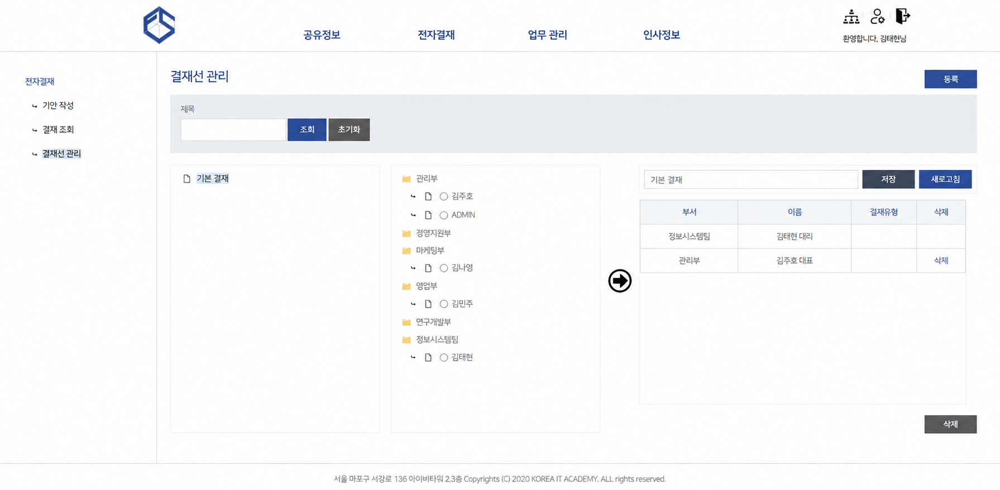 공유정보 전자결재 업무 관리 인사정보
환영합니다, 김태현님
전자결재
기안 작성
결재 조회
결재선 관리
결재선 관리
등록
제목
조회 초기화
기본 결재
관리부
김주호
ADMIN
경영지원부
마케팅부
김나영
영업부
김민주
연구개발부
정보시스템팀
김태현
기본 결재 저장 새로고침
부서 이름 결재유형 삭제
정보시스템팀 김태현 대리
관리부 김주호 대표 삭제
삭제
서울 마포구 서강로 136 아이비타워 2,3층 Copyrights (C) 2020 KOREA IT ACADEMY. ALL rights reserved.